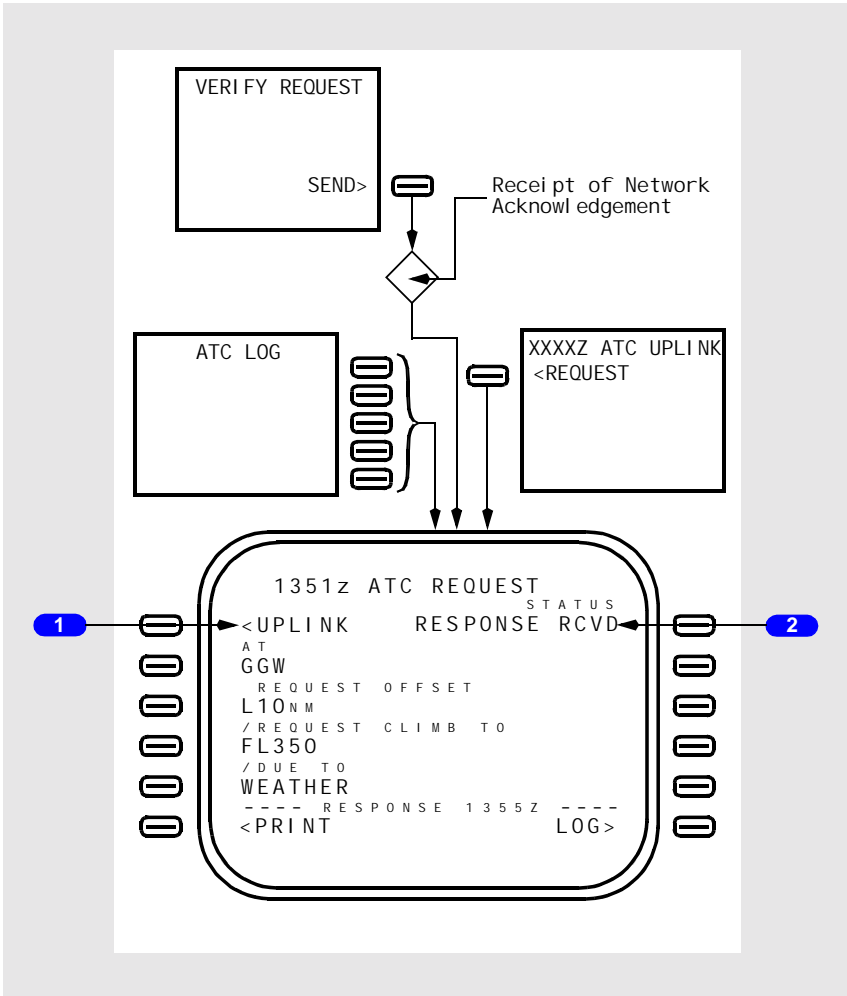 VERIFY REQUEST
SEND>
Receipt of Network
Acknowledgement
ATC LOG
XXXXZ ATC UPLINK
<REQUEST
1351z ATC REQUEST
STATUS
<UPLINK RESPONSE RCVD
1
2
AT
GGW
REQUEST OFFSET
L10NM
/REQUEST CLIMB TO
FL350
/DUE TO
WEATHER
---- RESPONSE 1355Z ----
<PRINT LOG>